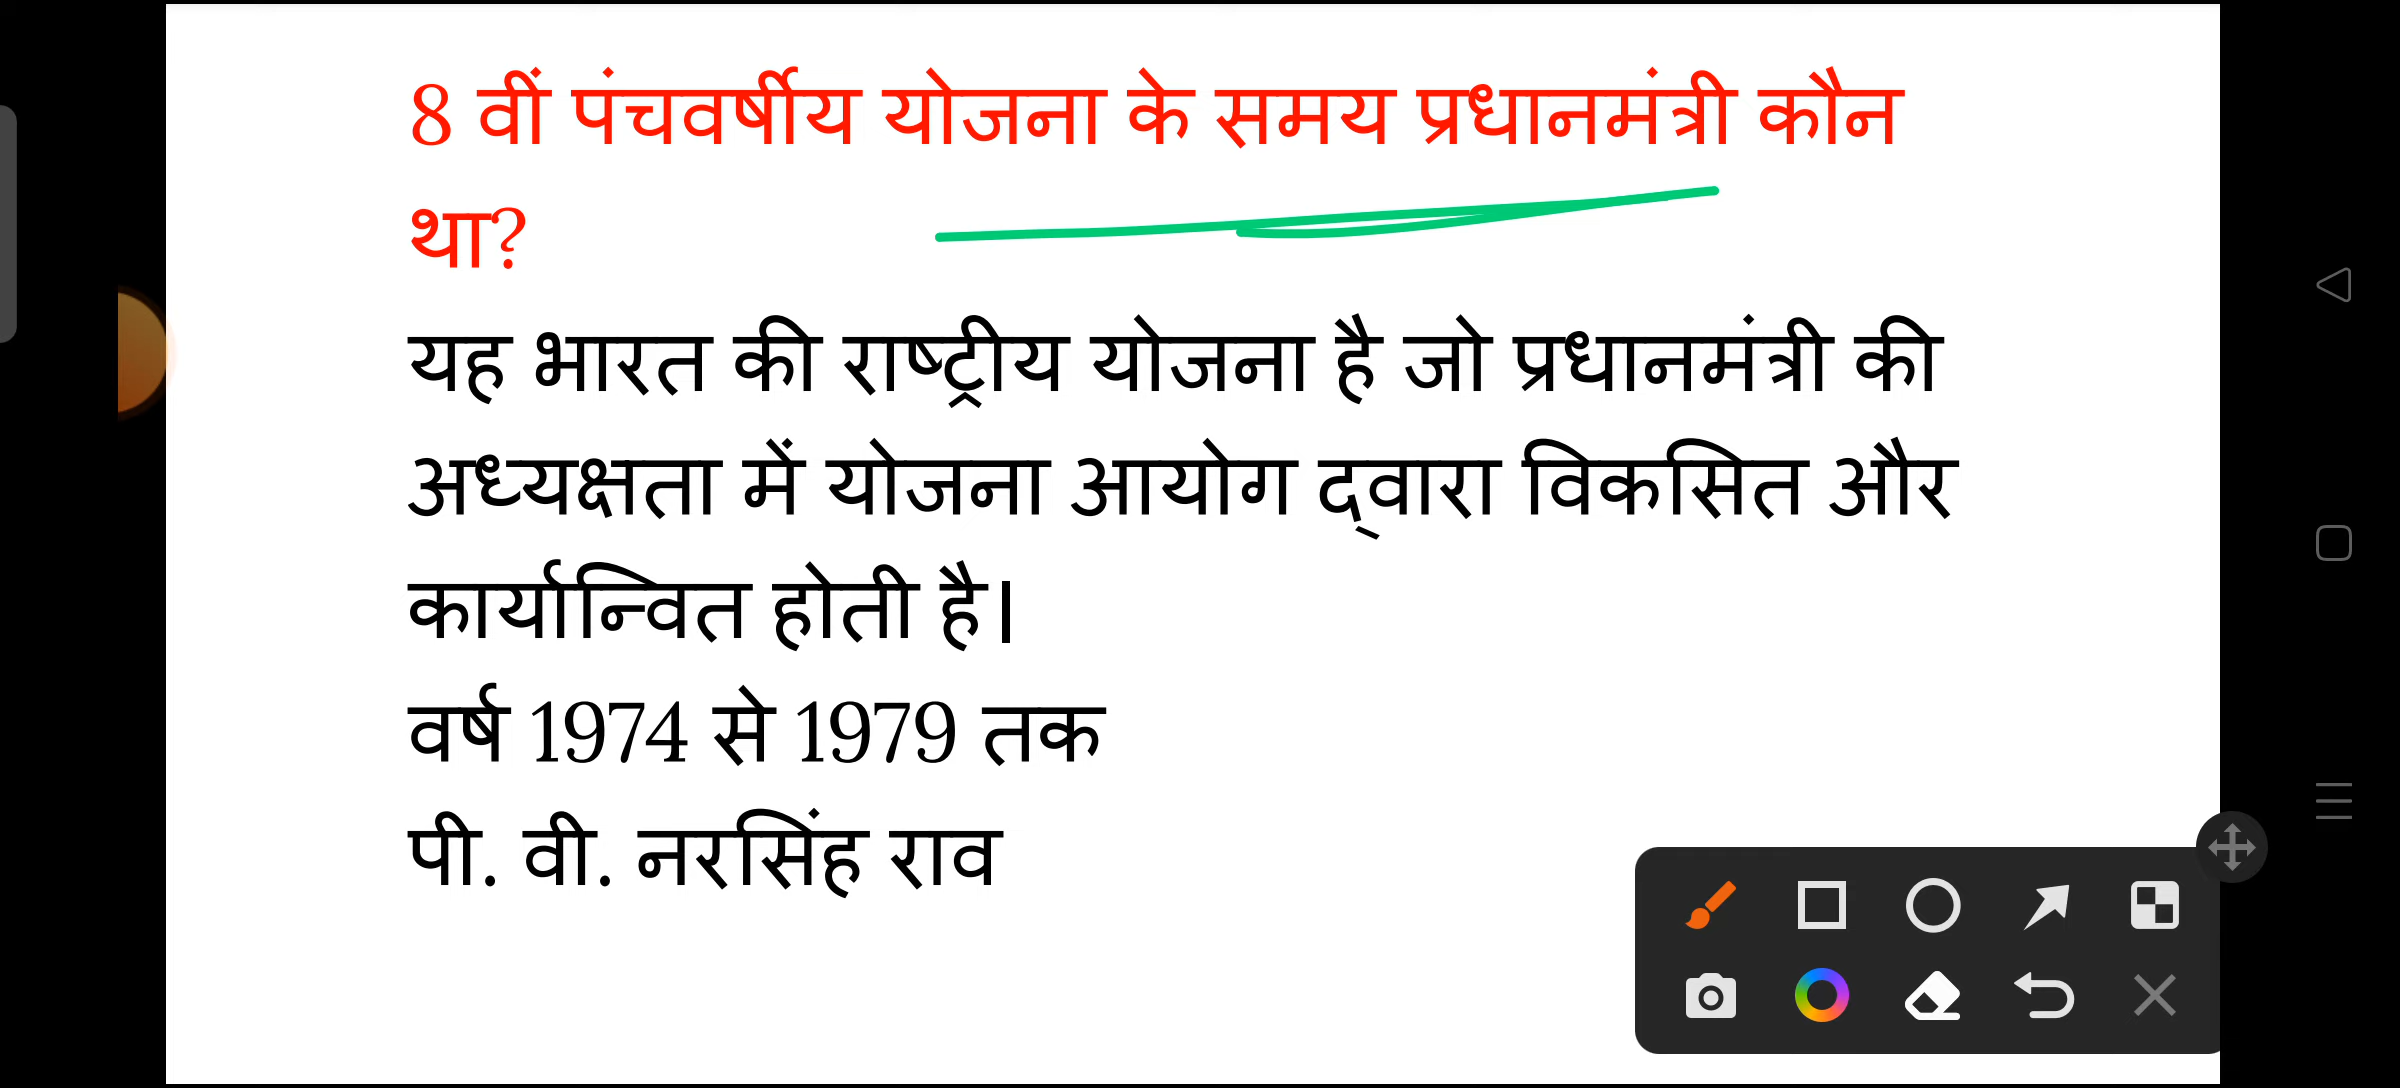 8 वीं पंचवर्षीय योजना के समय प्रधानमंत्री कौन
था?
यह भारत की राष्ट्रीय योजना है जो प्रधानमंत्री की
अध्यक्षता में योजना आयोग द्वारा विकसित और
कार्यान्वित होती है।
वर्ष 1974 से 1979 तक
पी. वी. नरसिंह राव